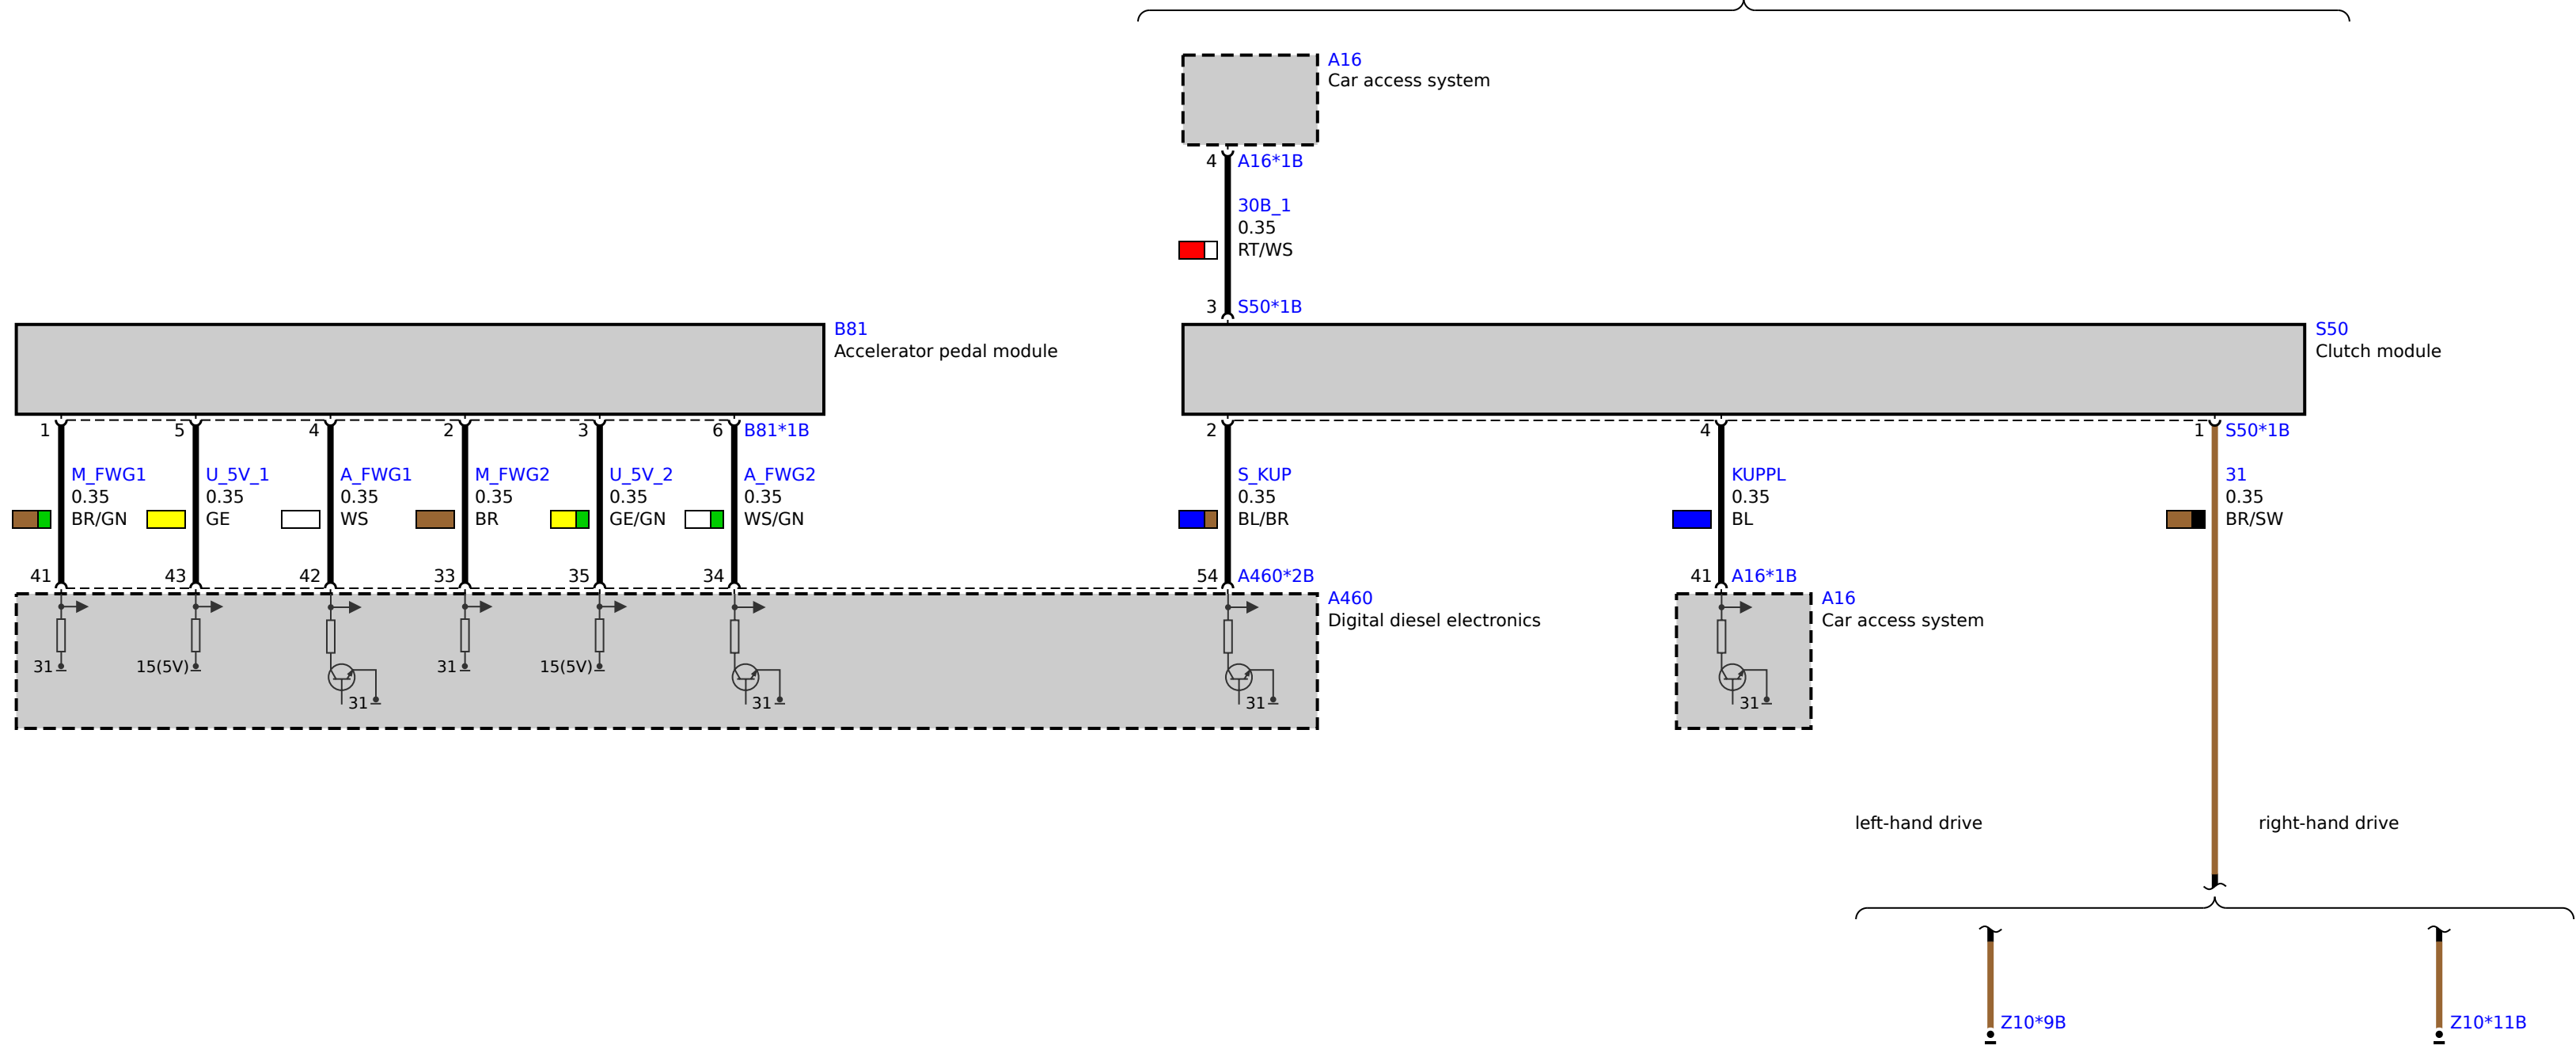 A16
Car access system
4 A16*1B
30B_1
0.35
RT/WS
3 S50*1B
B81
Accelerator pedal module
S50
Clutch module
1 5 4 2 3 6 B81*1B 2 4 1 S50*1B
M_FWG1 U_5V_1 A_FWG1 M_FWG2 U_5V_2 A_FWG2 S_KUP KUPPL 31
0.35 0.35 0.35 0.35 0.35 0.35 0.35 0.35 0.35
BR/GN GE WS BR GE/GN WS/GN BL/BR BL BR/SW
41 43 42 33 35 34 54 A460*2B 41 A16*1B
A460
Digital diesel electronics
A16
Car access system
31 15(5V) 31 15(5V)
31 31 31 31
left-hand drive right-hand drive
Z10*9B Z10*11B